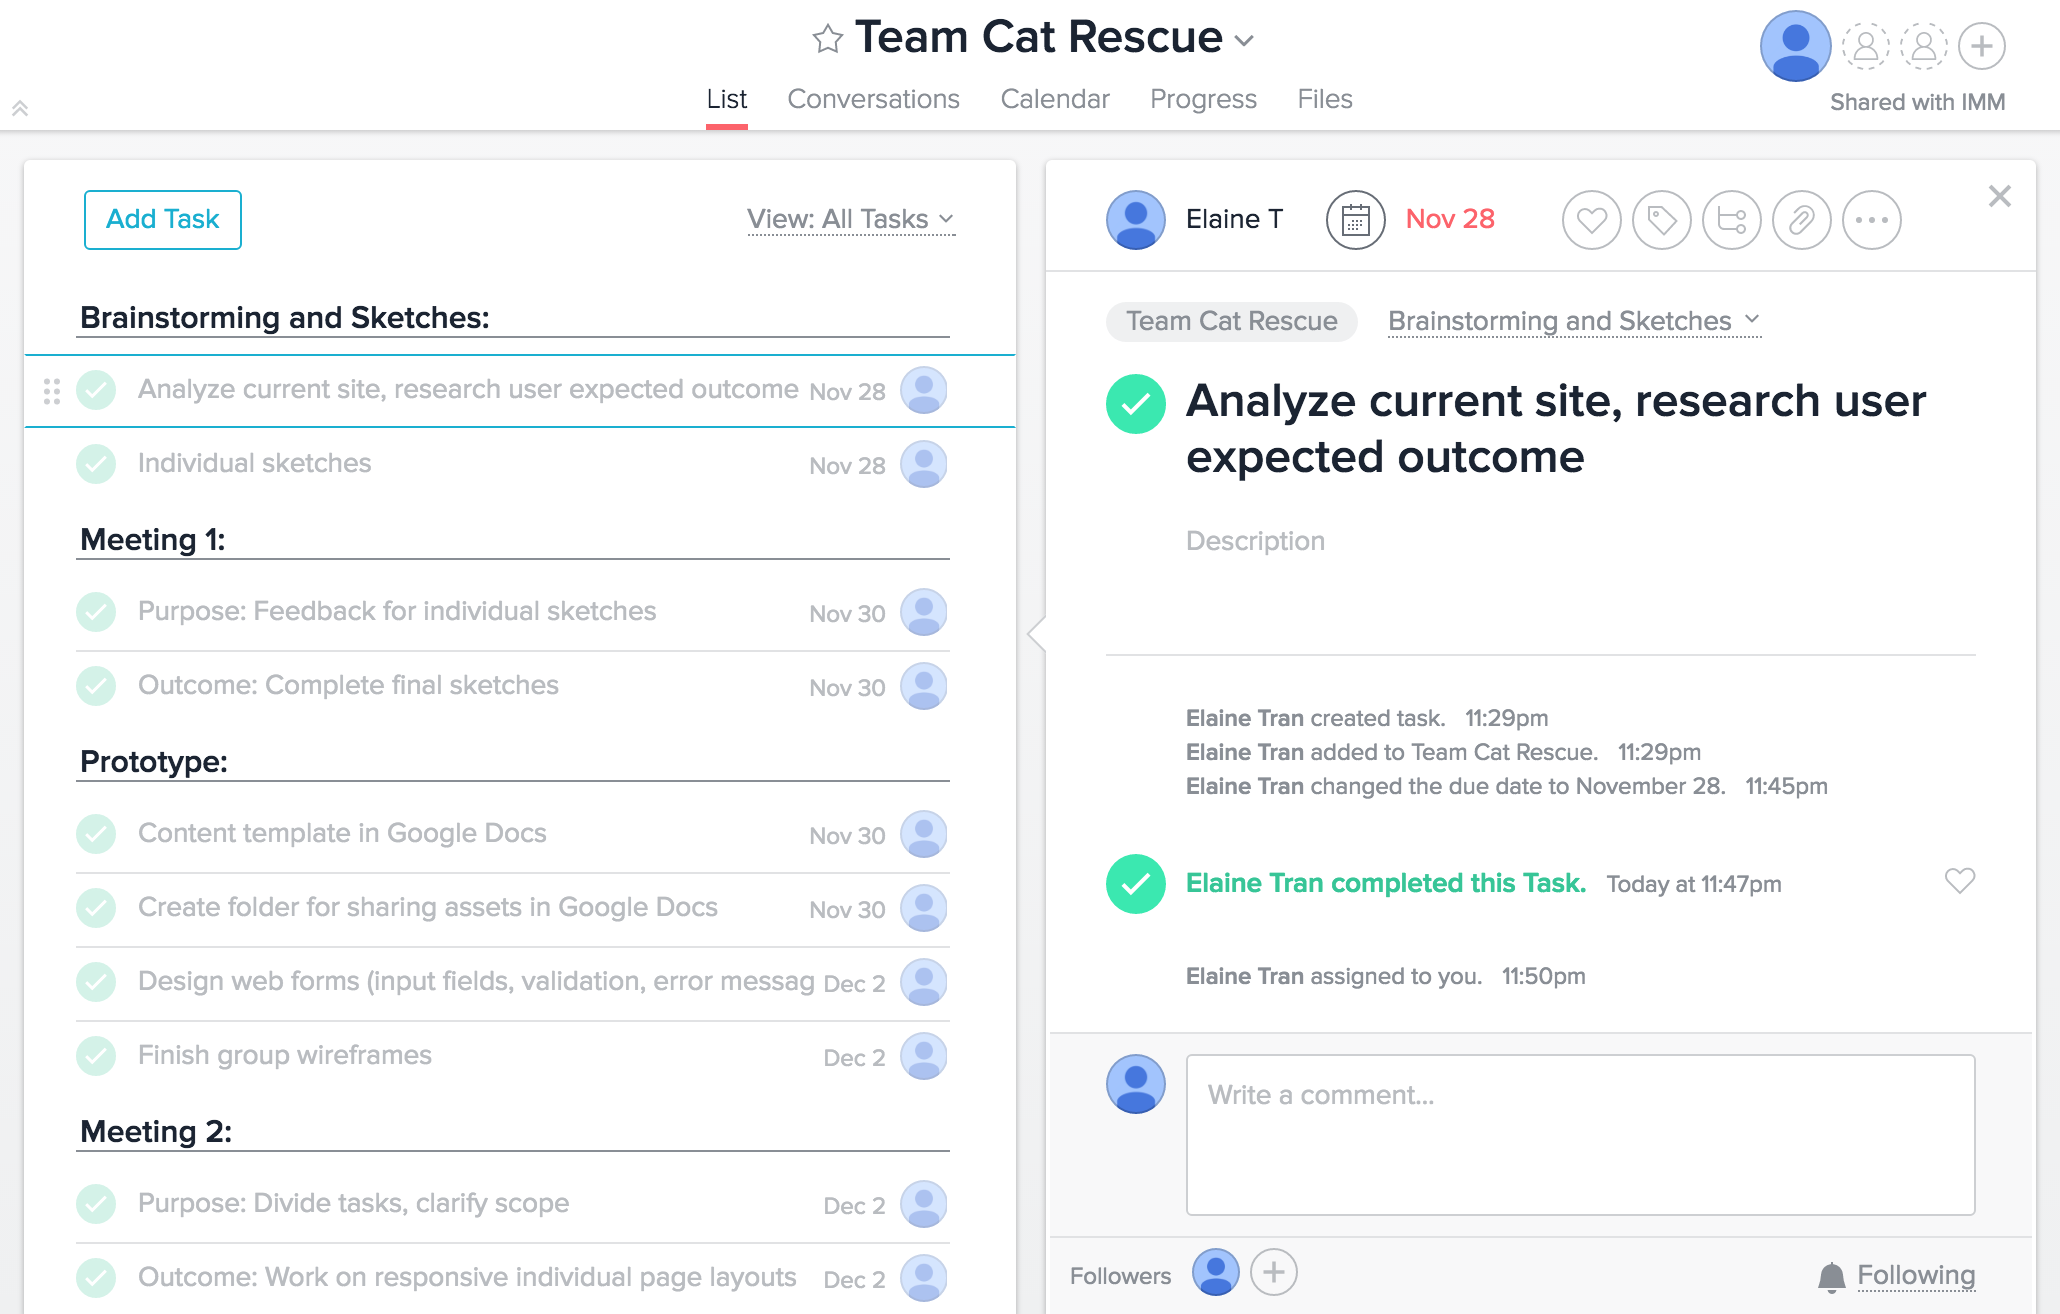 Team Cat Rescue
List Conversations Calendar Progress Files
Shared with IMM
Add Task
View: All Tasks
Brainstorming and Sketches:
Analyze current site, research user expected outcome Nov 28
Individual sketches Nov 28
Meeting 1:
Purpose: Feedback for individual sketches Nov 30
Outcome: Complete final sketches Nov 30
Prototype:
Content template in Google Docs Nov 30
Create folder for sharing assets in Google Docs Nov 30
Design web forms (input fields, validation, error messag Dec 2
Finish group wireframes Dec 2
Meeting 2:
Purpose: Divide tasks, clarify scope Dec 2
Outcome: Work on responsive individual page layouts Dec 2
Elaine T Nov 28
Team Cat Rescue Brainstorming and Sketches
Analyze current site, research user
expected outcome
Description
Elaine Tran created task. 11:29pm
Elaine Tran added to Team Cat Rescue. 11:29pm
Elaine Tran changed the due date to November 28. 11:45pm
Elaine Tran completed this Task. Today at 11:47pm
Elaine Tran assigned to you. 11:50pm
Write a comment...
Followers
Following